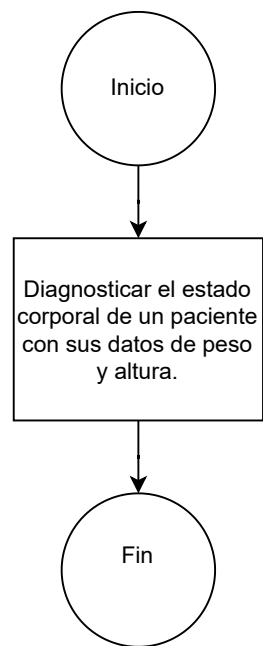 Inicio
Diagnosticar el estado
corporal de un paciente
con sus datos de peso
y altura.
Fin